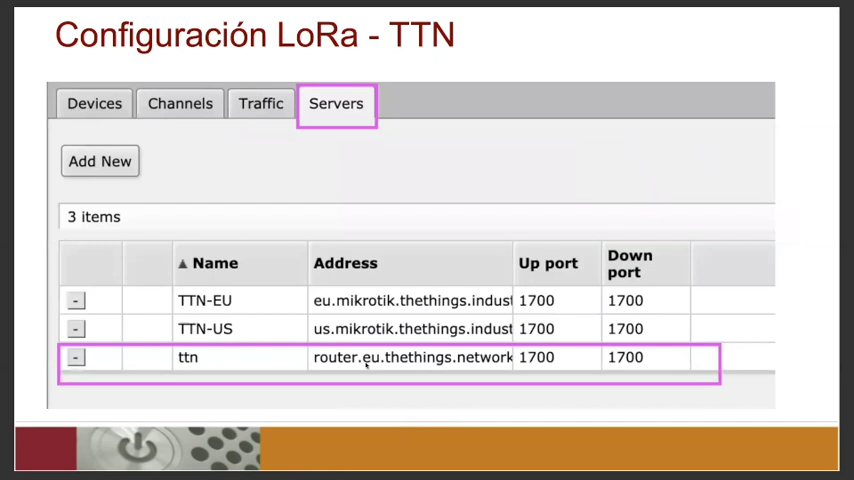 Configuración LoRa - TTN
Devices Channels Traffic Servers
Add New
3 items
▲ Name Address Up port Down port
- TTN-EU eu.mikrotik.thethings.indust 1700 1700
- TTN-US us.mikrotik.thethings.indust 1700 1700
- ttn router.eu.thethings.network 1700 1700